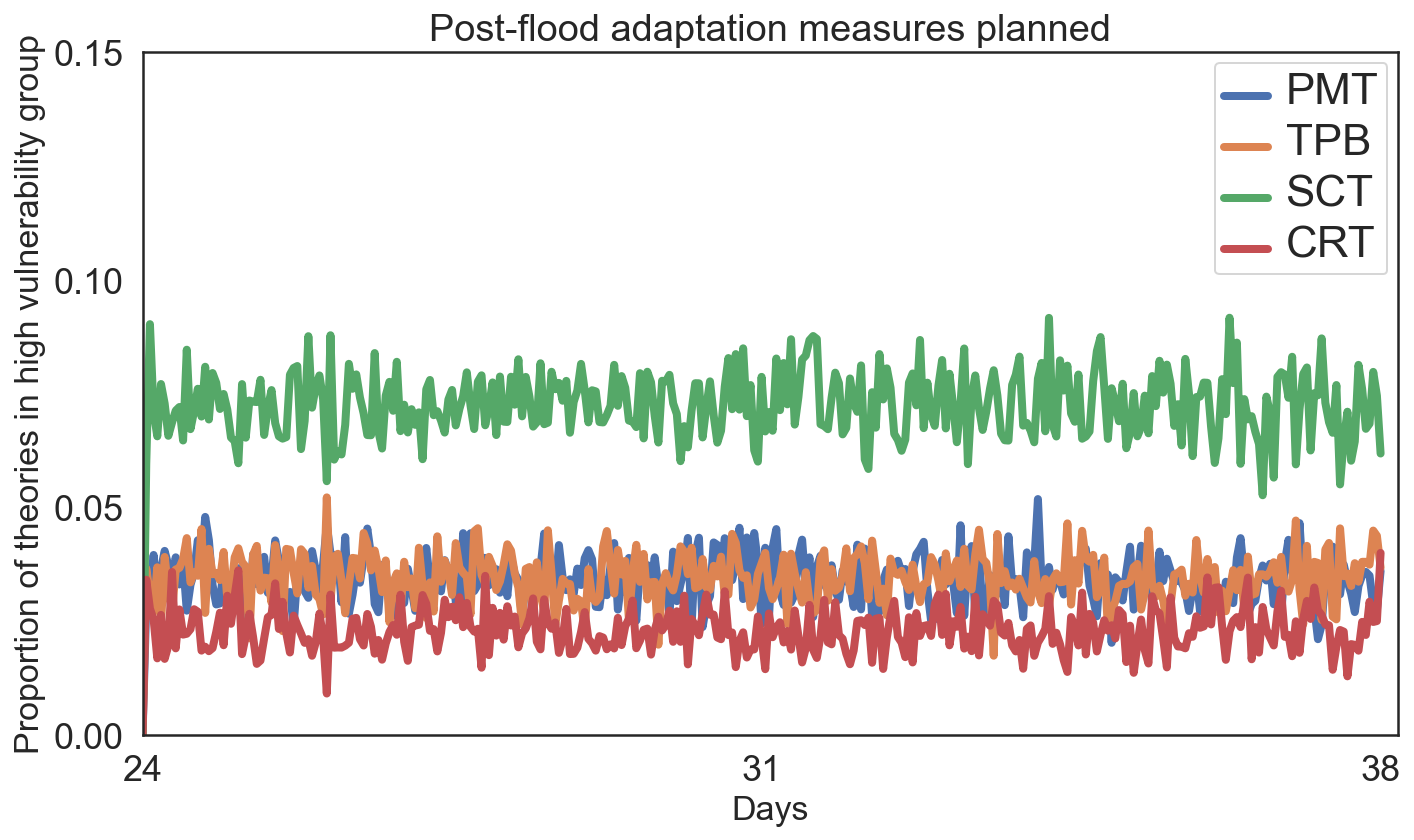 Post-flood adaptation measures planned
Proportion of theories in high vulnerability group
0.15
0.10
0.05
0.00
PMT
TPB
SCT
CRT
24
31
38
Days